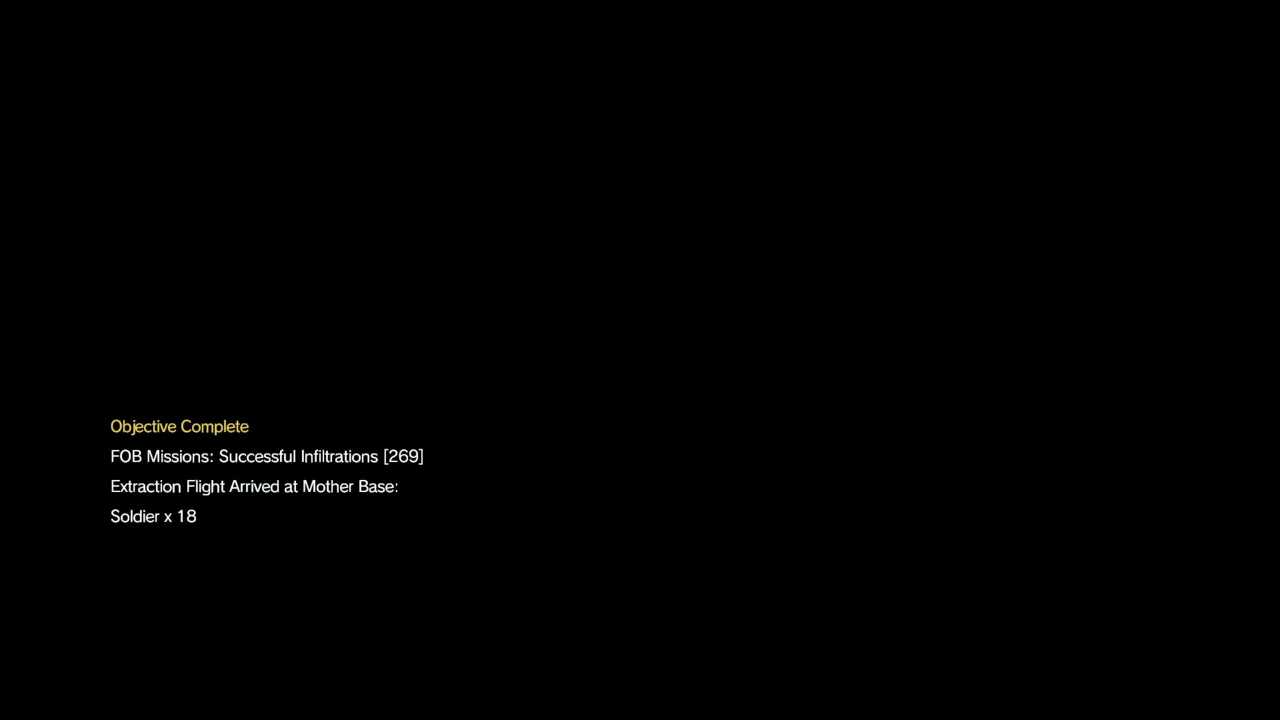 Objective Complete
FOB Missions: Successful Infiltrations [269]
Extraction Flight Arrived at Mother Base:
Soldier x 18